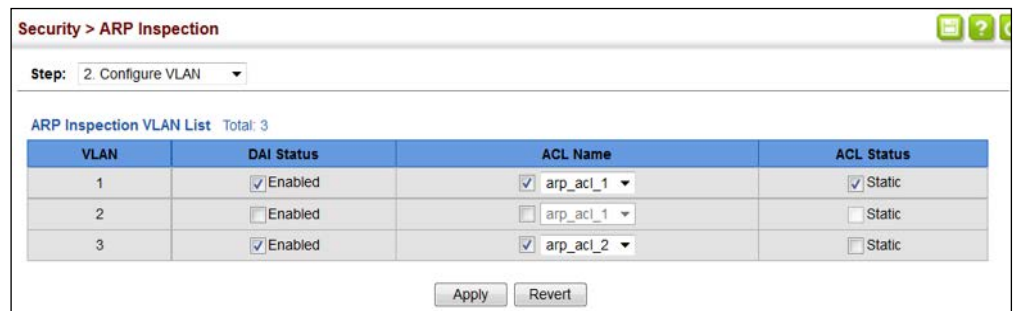 Security > ARP Inspection
?
Step: 2. Configure VLAN
ARP Inspection VLAN List Total: 3
VLAN DAI Status ACL Name ACL Status
1 Enabled arp_acl_1 Static
2 Enabled arp_acl_1 Static
3 Enabled arp_acl_2 Static
Apply Revert